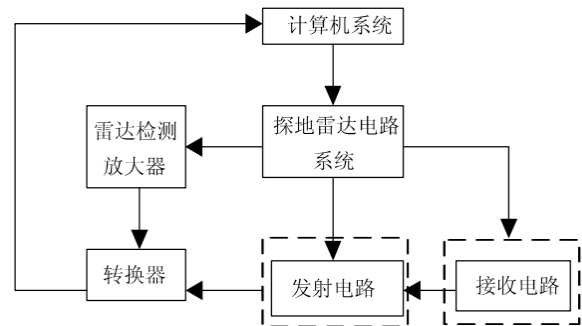 计算机系统
雷达检测
放大器
探地雷达电路
系统
转换器
发射电路
接收电路